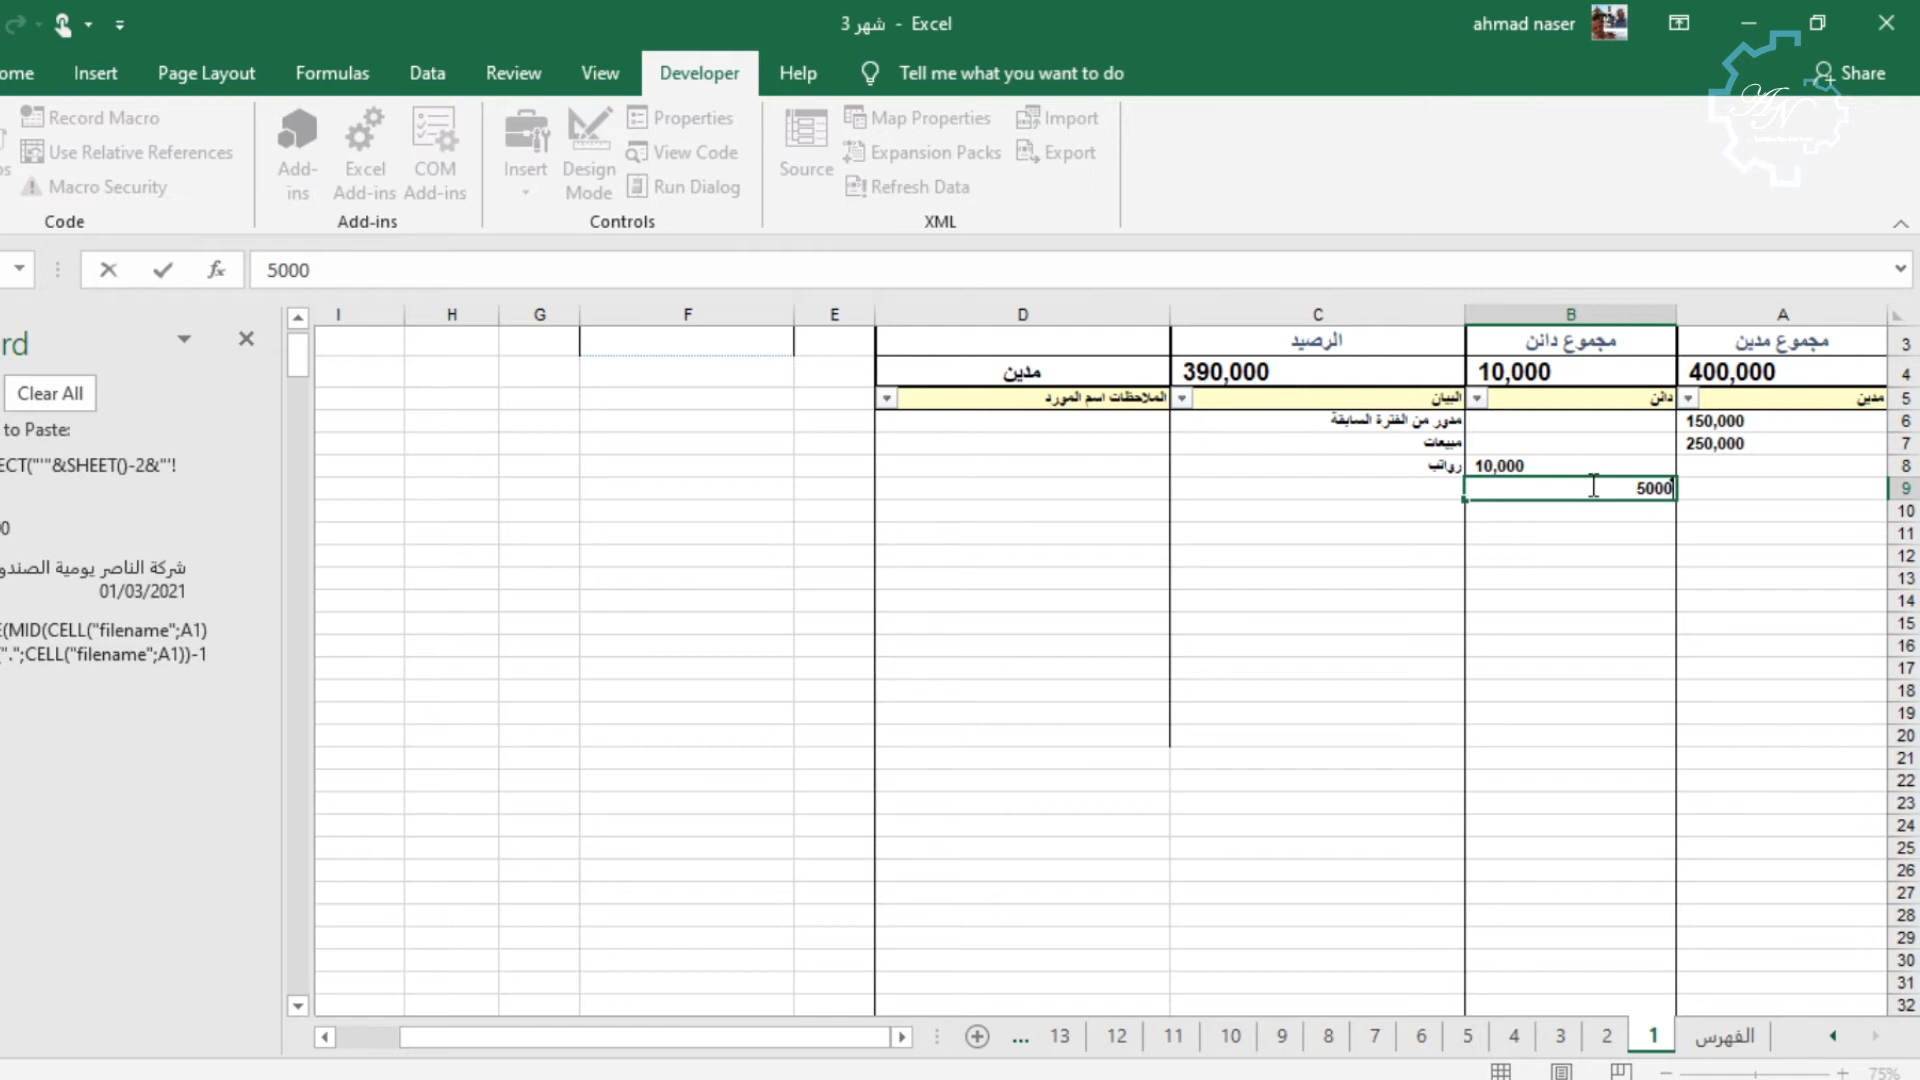 شهر 3 - Excel
ahmad naser
ome Insert Page Layout Formulas Data Review View Developer Help Tell me what you want to do Share
Record Macro
Use Relative References
Macro Security
Code
Add-ins
Excel Add-ins
COM Add-ins
Add-ins
Insert
Design Mode
Properties
View Code
Run Dialog
Controls
Source
Map Properties
Expansion Packs
Refresh Data
Import
Export
XML
fx 5000
rd
Clear All
to Paste:
ECT("'"&SHEET()-2&"'!
0
شركة الناصر يومية الصندو
01/03/2021
E(MID(CELL("filename";A1)
(".";CELL("filename";A1))-1
I H G F E D C B A
مجموع مدين مجموع دائن الرصيد 3
400,000 10,000 390,000 مدين 4
مدين دائن البيان الملاحظات اسم المورد 5
150,000 مدور من الفترة السابقة 6
250,000 مبيعات 7
10,000 رواتب 8
5000 9
10
11
12
13
14
15
16
17
18
19
20
21
22
23
24
25
26
27
28
29
30
31
32
الفهرس 1 2 3 4 5 6 7 8 9 10 11 12 13 ...
75%